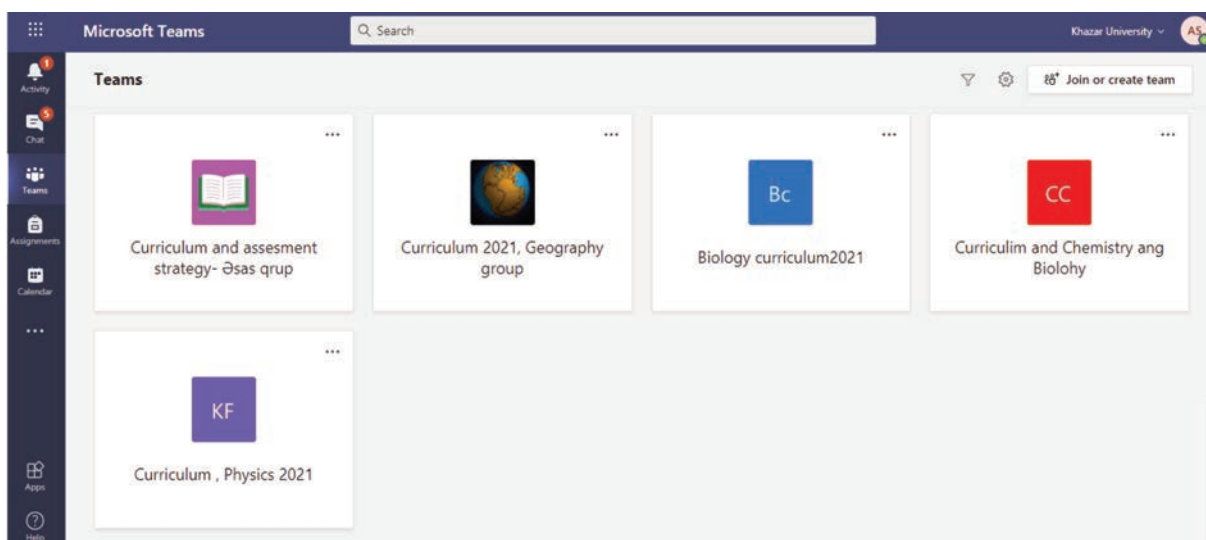 Microsoft Teams
Search
Khazar University
AS
1
Activity
5
Chat
Teams
Assignments
Calendar
Apps
Help
Teams
Join or create team
Curriculum and assesment
strategy- Əsas qrup
Curriculum 2021, Geography
group
Bc
Biology curriculum2021
CC
Curriculim and Chemistry ang
Biolohy
KF
Curriculum , Physics 2021